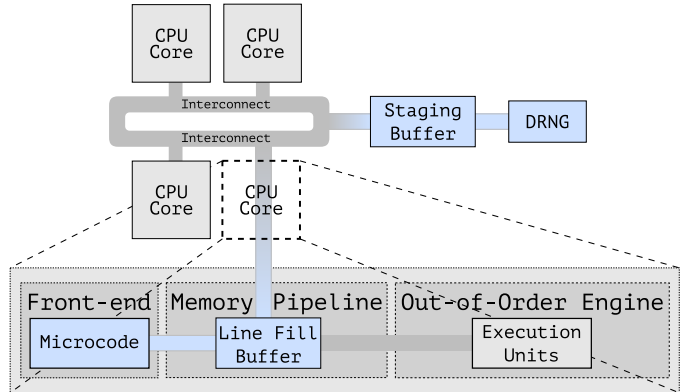 CPU
Core
CPU
Core
Interconnect
Interconnect
Staging
Buffer
DRNG
CPU
Core
CPU
Core
Front-end
Memory Pipeline
Out-of-Order Engine
Microcode
Line Fill
Buffer
Execution
Units